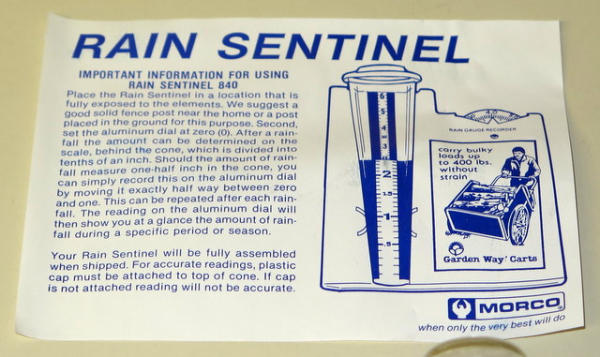 RAIN SENTINEL
IMPORTANT INFORMATION FOR USING
RAIN SENTINEL 840
Place the Rain Sentinel in a location that is
fully exposed to the elements. We suggest a
good solid fence post near the home or a post
placed in the ground for this purpose. Second,
set the aluminum dial at zero (0). After a rain-
fall the amount can be determined on the
scale, behind the cone, which is divided into
tenths of an inch. Should the amount of rain-
fall measure one-half inch in the cone, you
can simply record this on the aluminum dial
by moving it exactly half way between zero
and one. This can be repeated after each rain-
fall. The reading on the aluminum dial will
then show you at a glance the amount of rain-
fall during a specific period or season.
Your Rain Sentinel will be fully assembled
when shipped. For accurate readings, plastic
cap must be attached to top of cone. If cap
is not attached reading will not be accurate.
6
5
4
3
2
1.5
1
.5
RAIN GAUGE RECORDER
carry bulky
loads up
to 400 lbs.
without
strain
Garden Way' Carts
MORCO
when only the very best will do